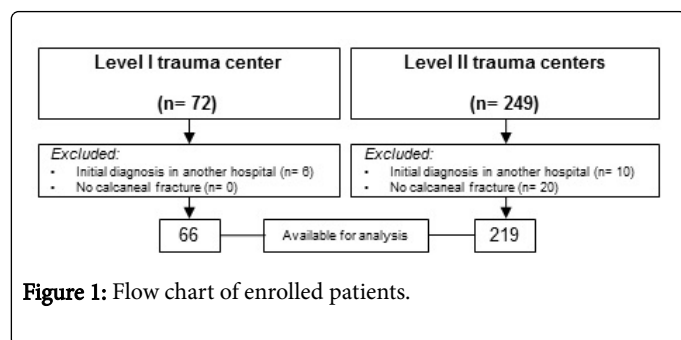 Level I trauma center
(n= 72)
Level II trauma centers
(n= 249)
Excluded:
• Initial diagnosis in another hospital (n= 6)
• No calcaneal fracture (n= 0)
Excluded:
• Initial diagnosis in another hospital (n= 10)
• No calcaneal fracture (n= 20)
66
Available for analysis
219
Figure 1: Flow chart of enrolled patients.